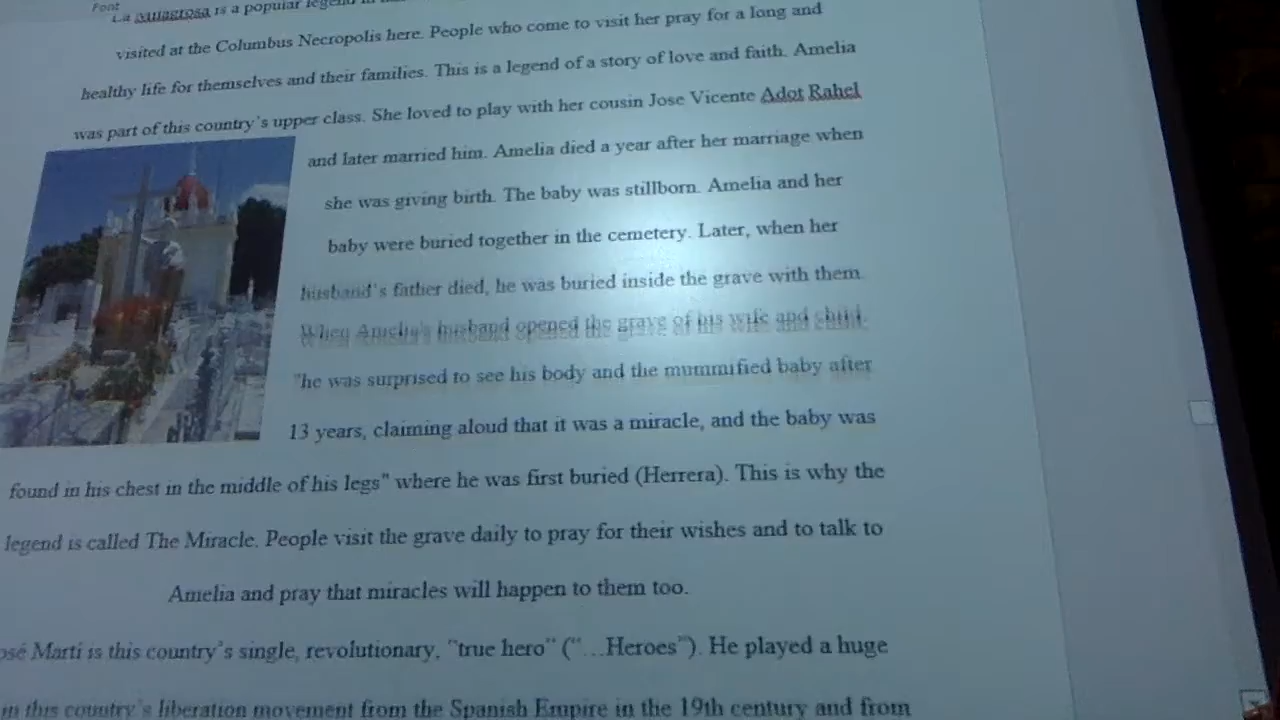 Font
La Milagrosa is a popular legend in
visited at the Columbus Necropolis here. People who come to visit her pray for a long and
healthy life for themselves and their families. This is a legend of a story of love and faith. Amelia
was part of this country's upper class. She loved to play with her cousin Jose Vicente Adot Rahel
and later married him. Amelia died a year after her marriage when
she was giving birth. The baby was stillborn. Amelia and her
baby were buried together in the cemetery. Later, when her
husband's father died, he was buried inside the grave with them.
When Amelia's husband opened the grave of his wife and child,
"he was surprised to see his body and the mummified baby after
13 years, claiming aloud that it was a miracle, and the baby was
found in his chest in the middle of his legs" where he was first buried (Herrera). This is why the
legend is called The Miracle. People visit the grave daily to pray for their wishes and to talk to
Amelia and pray that miracles will happen to them too.
osé Martí is this country's single, revolutionary, "true hero" ("…Heroes"). He played a huge
in this country's liberation movement from the Spanish Empire in the 19th century and from